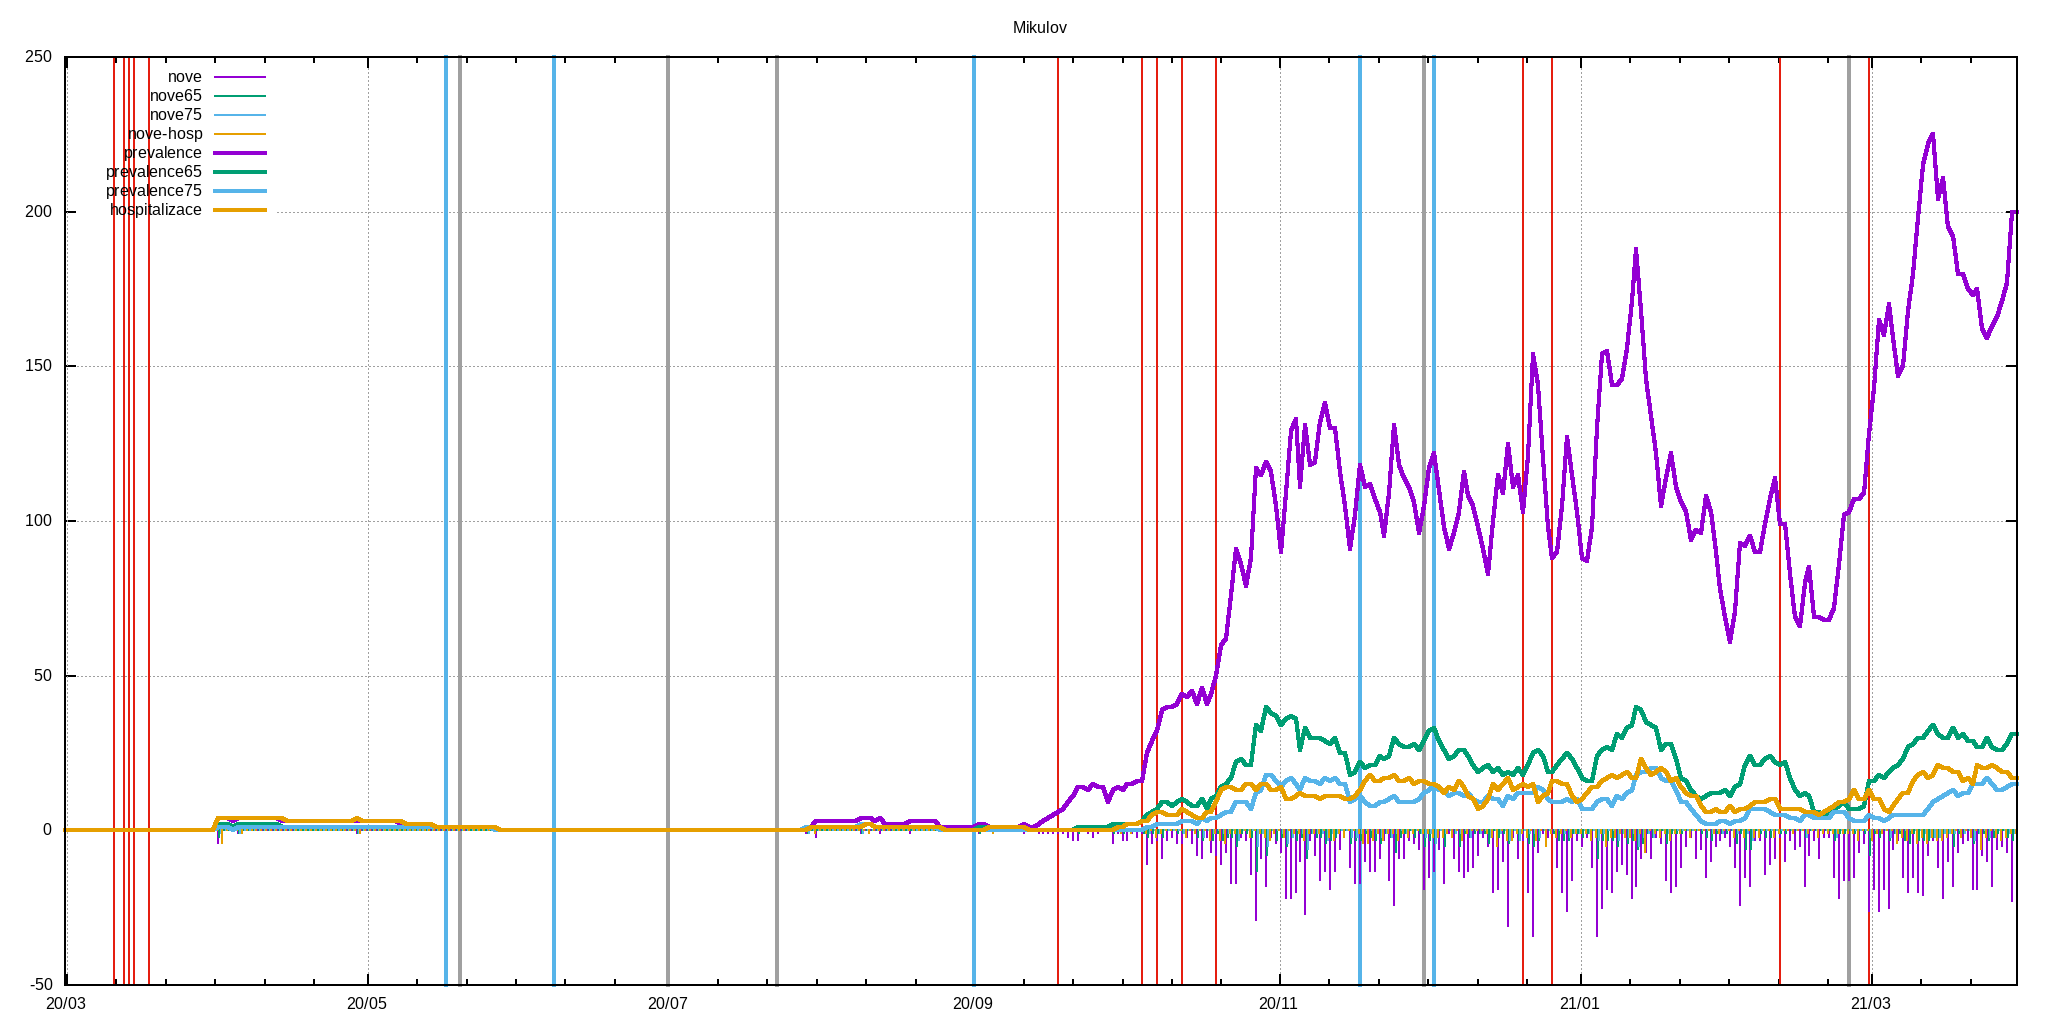 Mikulov
250
200
150
100
50
0
-50
nove
nove65
nove75
nove-hosp
prevalence
prevalence65
prevalence75
hospitalizace
20/03 20/05 20/07 20/09 20/11 21/01 21/03